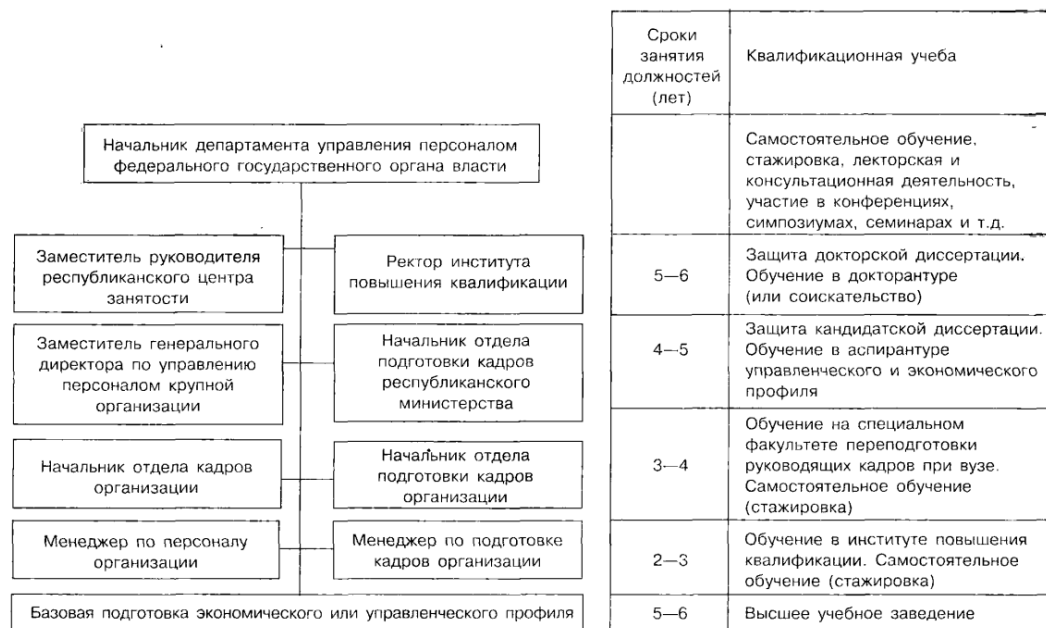 Сроки
занятия
должностей
(лет)
Квалификационная учеба
Начальник департамента управления персоналом
федерального государственного органа власти
Самостоятельное обучение,
стажировка, лекторская и
консультационная деятельность,
участие в конференциях,
симпозиумах, семинарах и т.д.
Заместитель руководителя
республиканского центра
занятости
Ректор института
повышения квалификации
5—6
Защита докторской диссертации.
Обучение в докторантуре
(или соискательство)
Заместитель генерального
директора по управлению
персоналом крупной
организации
Начальник отдела
подготовки кадров
республиканского
министерства
4—5
Защита кандидатской диссертации.
Обучение в аспирантуре
управленческого и экономического
профиля
Начальник отдела кадров
организации
Начальник отдела
подготовки кадров
организации
3—4
Обучение на специальном
факультете переподготовки
руководящих кадров при вузе.
Самостоятельное обучение
(стажировка)
Менеджер по персоналу
организации
Менеджер по подготовке
кадров организации
2—3
Обучение в институте повышения
квалификации. Самостоятельное
обучение (стажировка)
Базовая подготовка экономического или управленческого профиля
5—6
Высшее учебное заведение